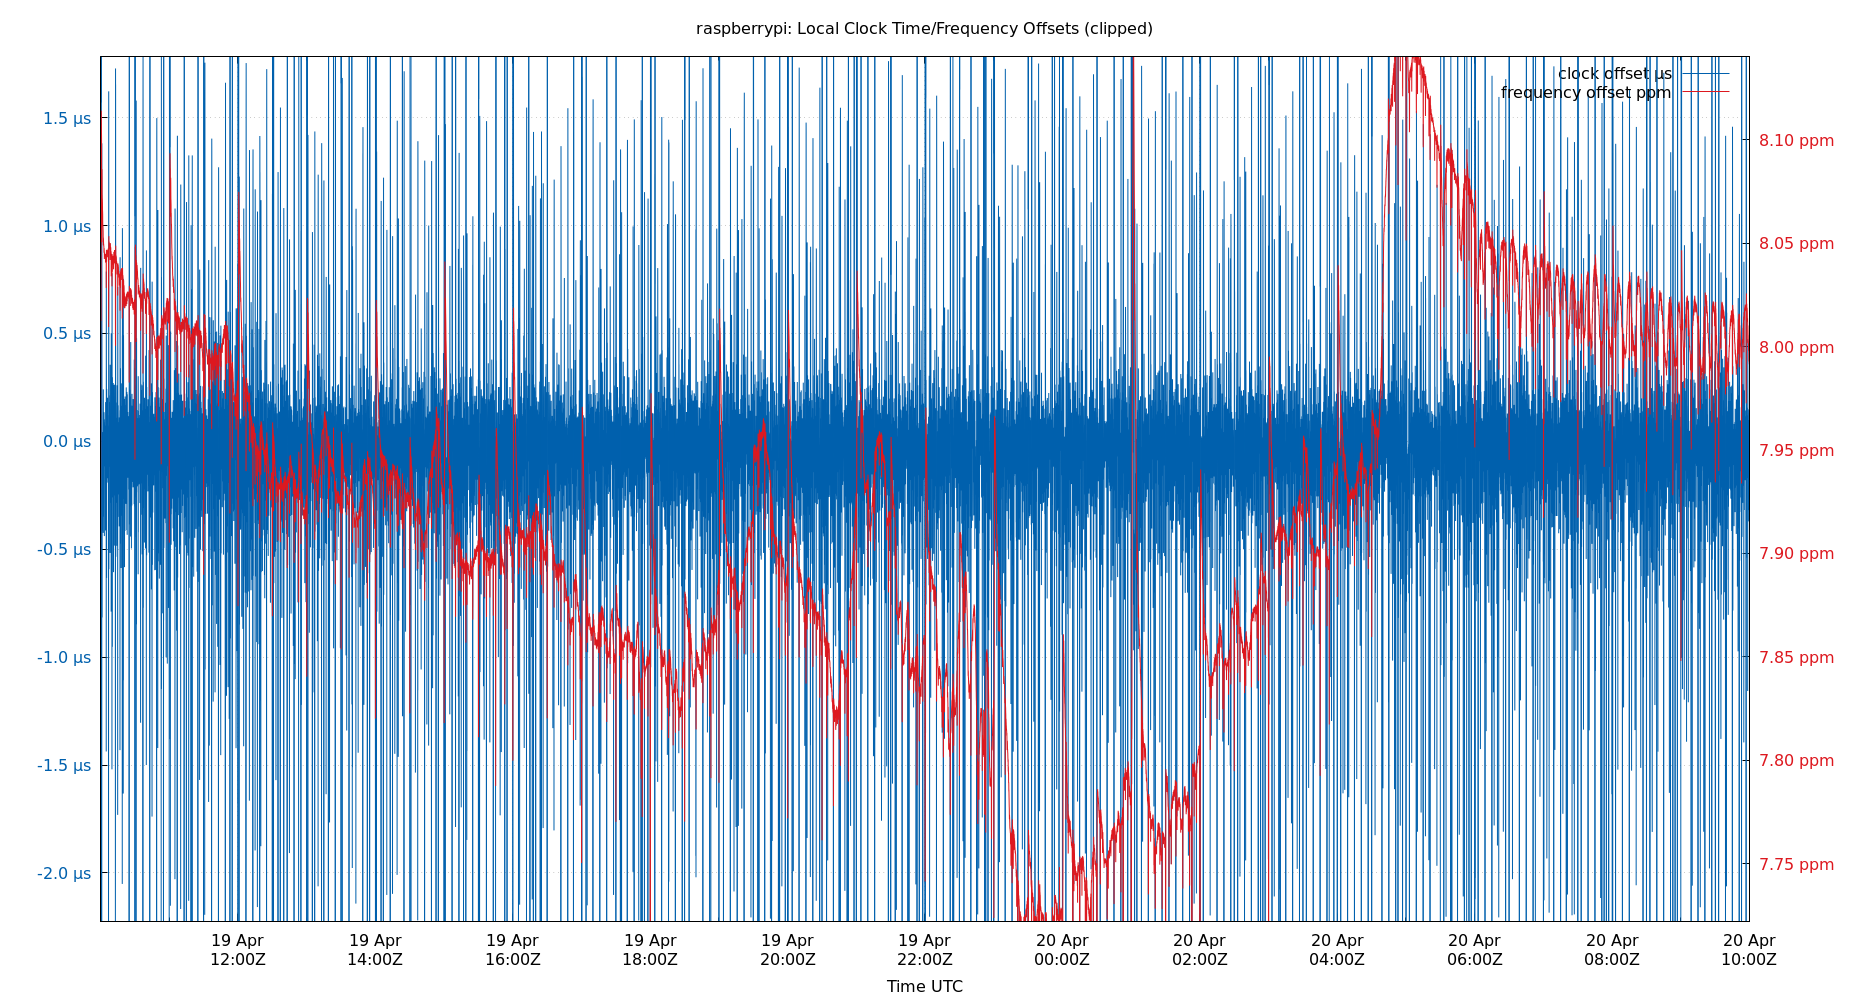 raspberrypi: Local Clock Time/Frequency Offsets (clipped)
clock offset µs
frequency offset ppm
1.5 µs
1.0 µs
0.5 µs
0.0 µs
-0.5 µs
-1.0 µs
-1.5 µs
-2.0 µs
8.10 ppm
8.05 ppm
8.00 ppm
7.95 ppm
7.90 ppm
7.85 ppm
7.80 ppm
7.75 ppm
19 Apr
12:00Z
19 Apr
14:00Z
19 Apr
16:00Z
19 Apr
18:00Z
19 Apr
20:00Z
19 Apr
22:00Z
20 Apr
00:00Z
20 Apr
02:00Z
20 Apr
04:00Z
20 Apr
06:00Z
20 Apr
08:00Z
20 Apr
10:00Z
Time UTC